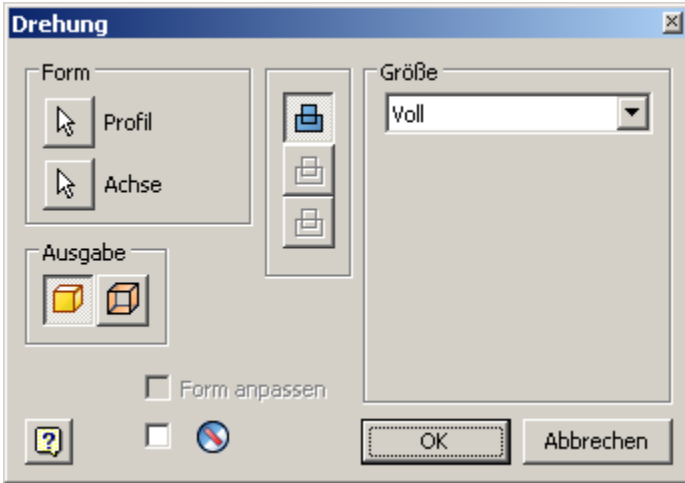 Drehung
Form
Profil
Achse
Größe
Voll
Ausgabe
Form anpassen
OK
Abbrechen